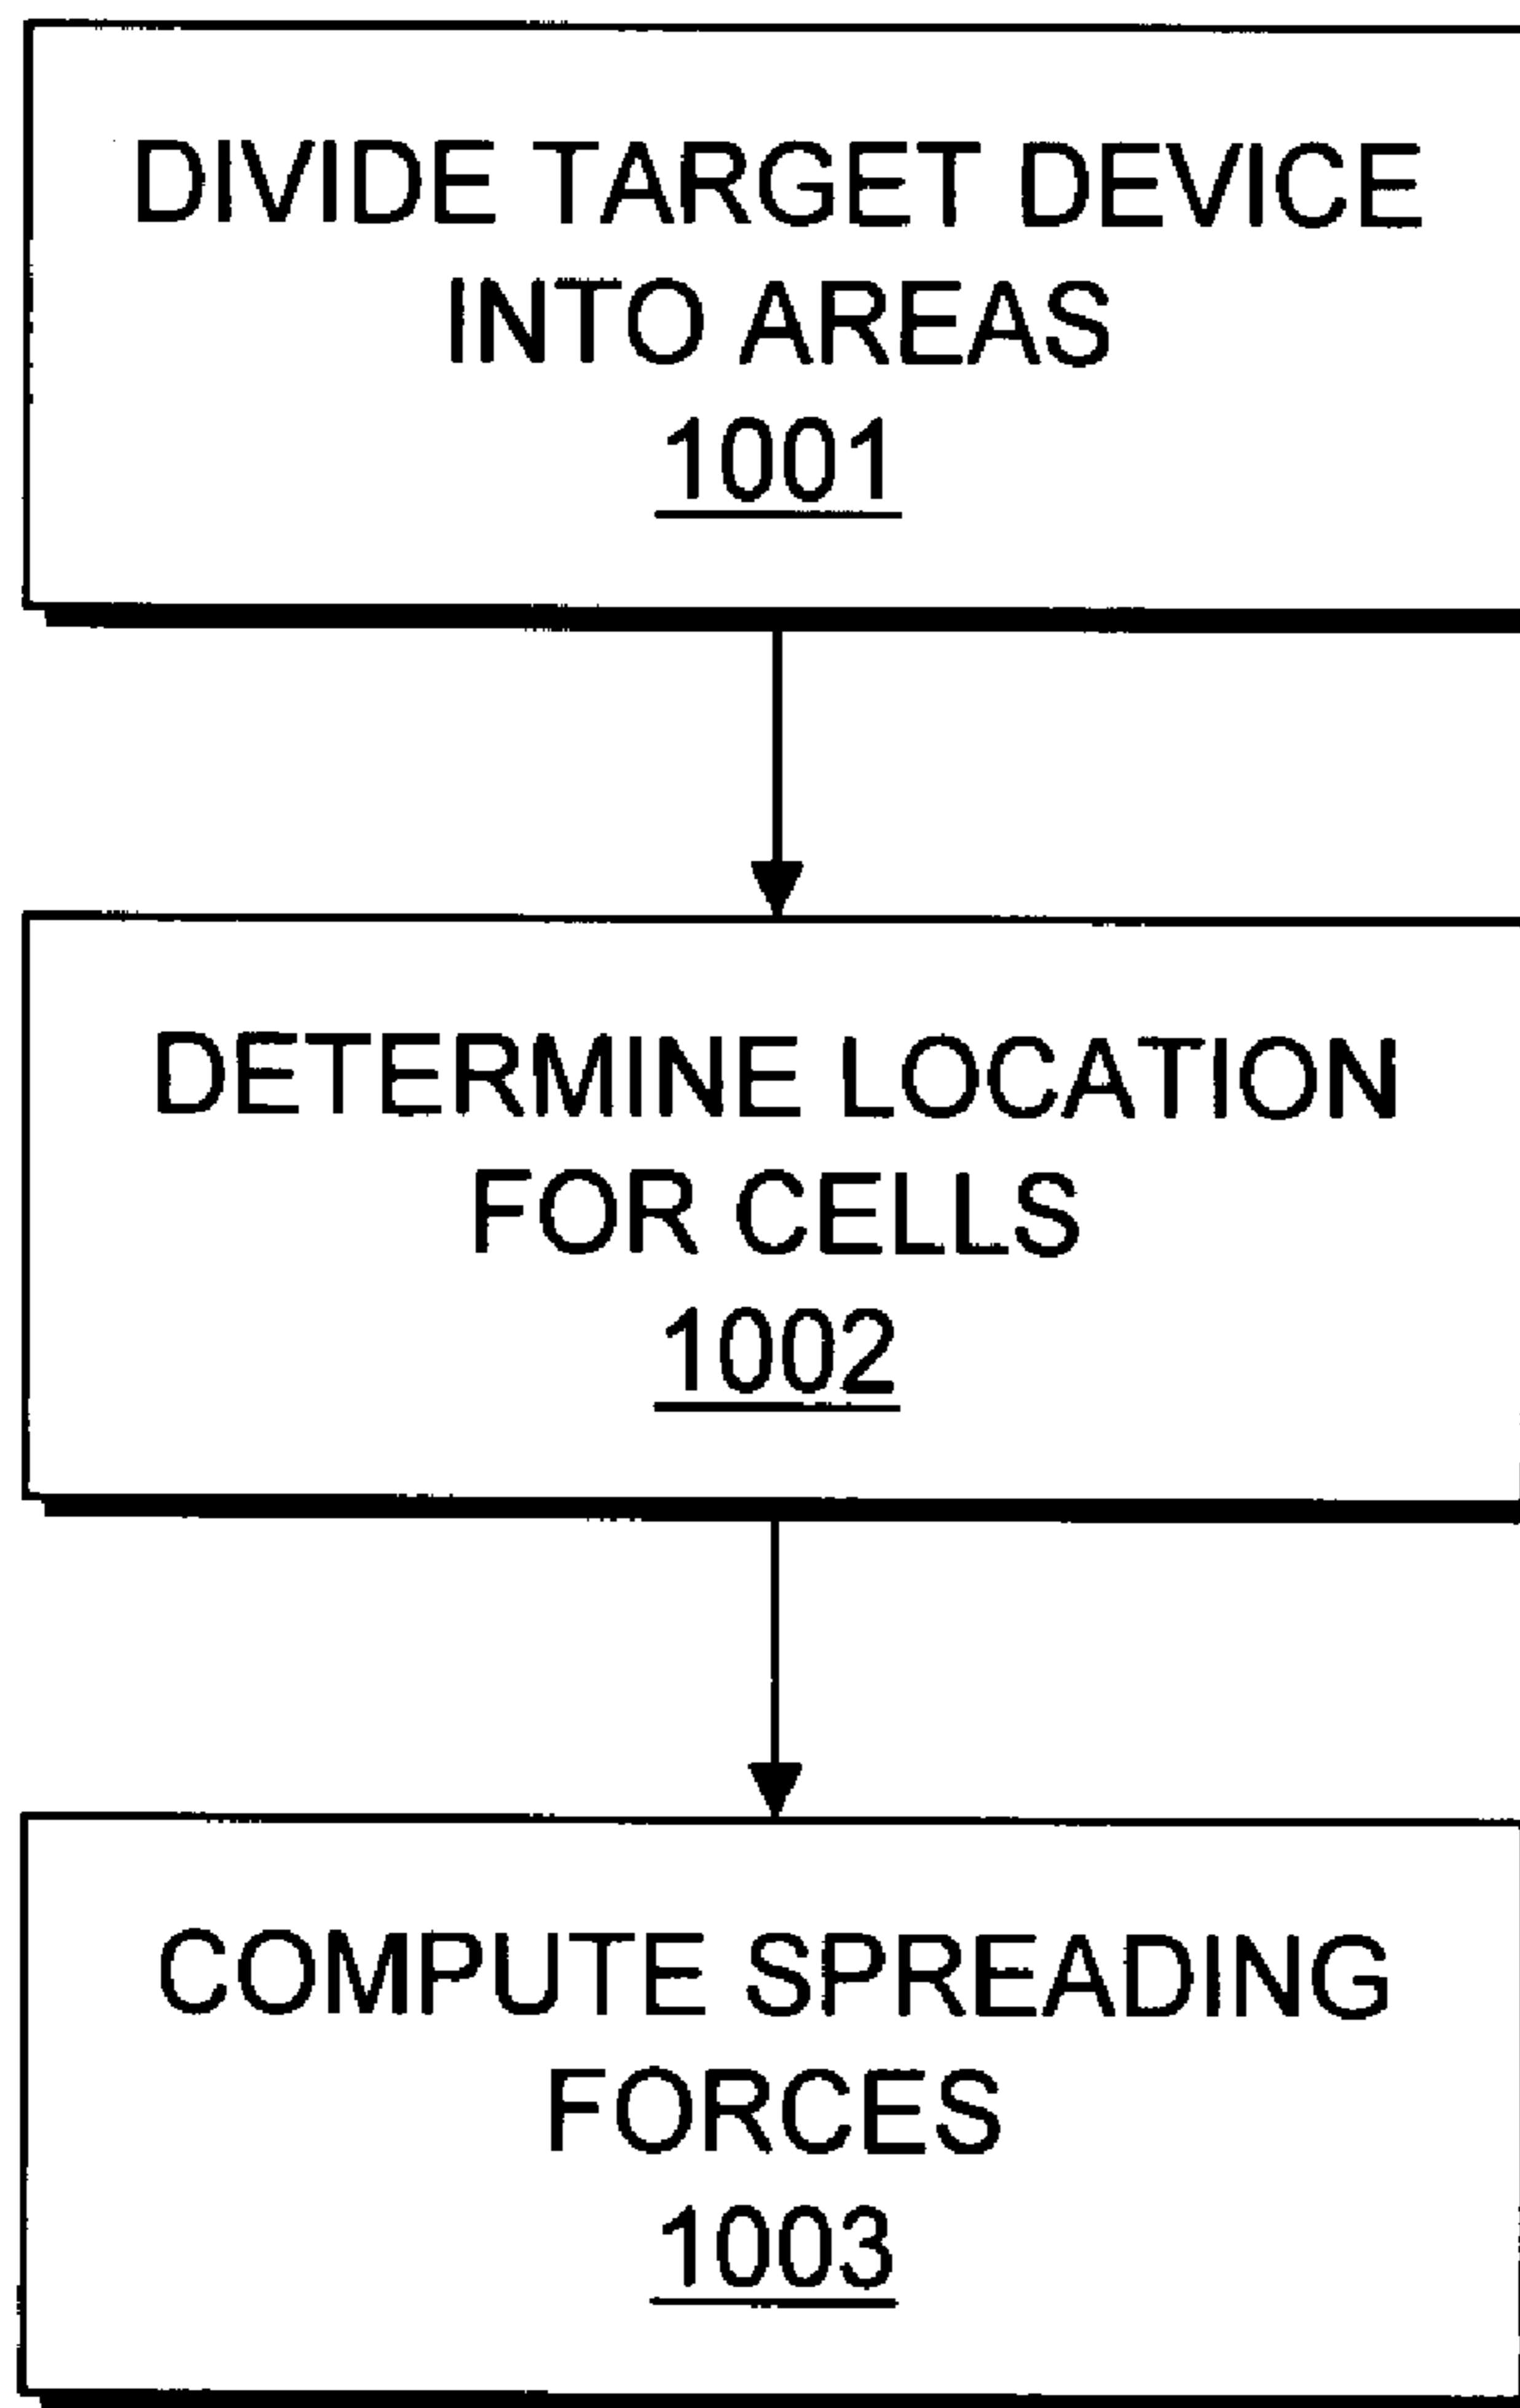 DIVIDE TARGET DEVICE
INTO AREAS
1001
DETERMINE LOCATION
FOR CELLS
1002
COMPUTE SPREADING
FORCES
1003